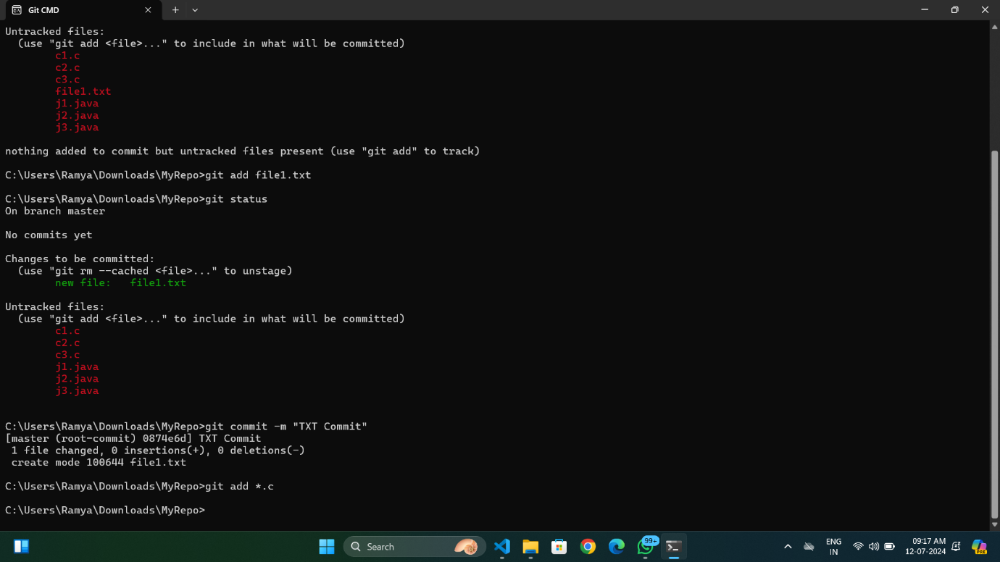 Git CMD
Untracked files:
  (use "git add <file>..." to include in what will be committed)
        c1.c
        c2.c
        c3.c
        file1.txt
        j1.java
        j2.java
        j3.java
nothing added to commit but untracked files present (use "git add" to track)
C:\Users\Ramya\Downloads\MyRepo>git add file1.txt
C:\Users\Ramya\Downloads\MyRepo>git status
On branch master
No commits yet
Changes to be committed:
  (use "git rm --cached <file>..." to unstage)
        new file:   file1.txt
Untracked files:
  (use "git add <file>..." to include in what will be committed)
        c1.c
        c2.c
        c3.c
        j1.java
        j2.java
        j3.java
C:\Users\Ramya\Downloads\MyRepo>git commit -m "TXT Commit"
[master (root-commit) 0874e6d] TXT Commit
 1 file changed, 0 insertions(+), 0 deletions(-)
 create mode 100644 file1.txt
C:\Users\Ramya\Downloads\MyRepo>git add *.c
C:\Users\Ramya\Downloads\MyRepo>
Search
99+
ENG
IN
09:17 AM
12-07-2024
PRE